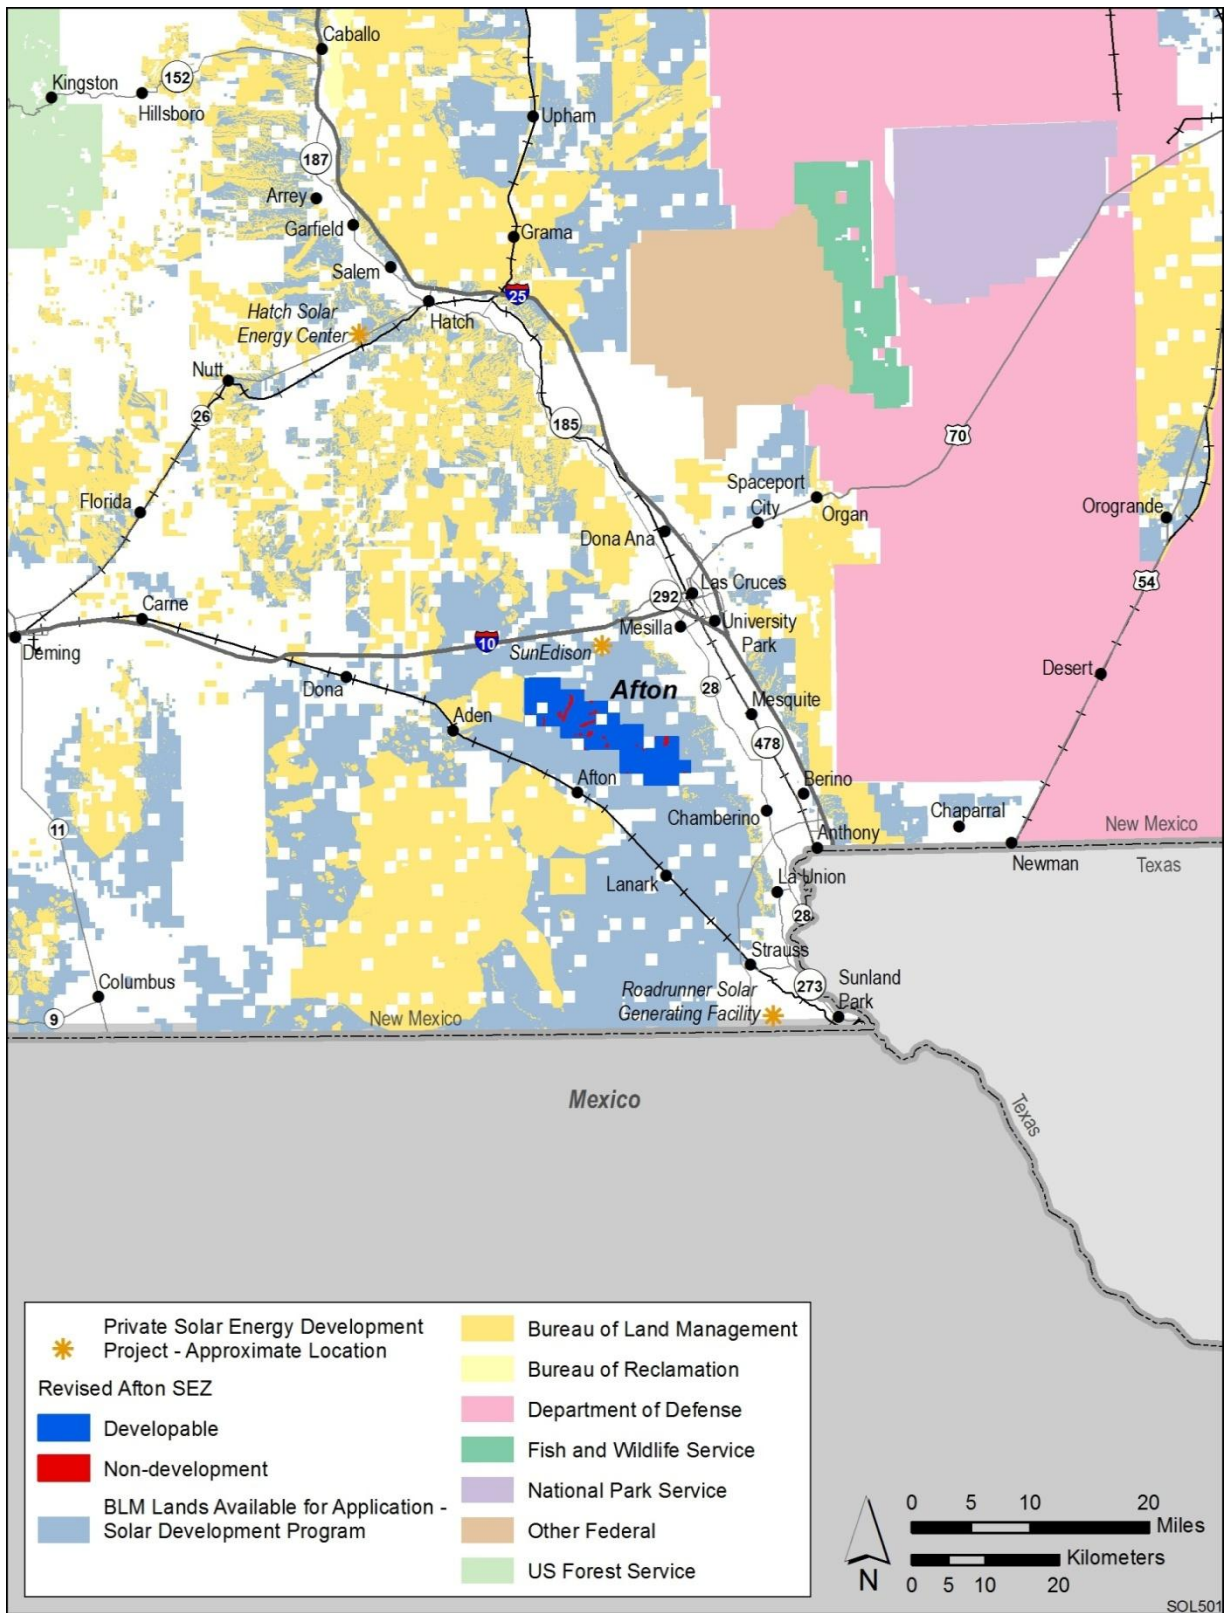 Caballo
152
Kingston
Hillsboro
Upham
187
Arrey
Garfield
Grama
Salem
25
Hatch Solar
Energy Center
Hatch
Nutt
26
185
70
Spaceport
City
Organ
Florida
Orogrande
Dona Ana
54
Las Cruces
292
Carne
Mesilla
University
Park
10
Deming
SunEdison
Desert
Dona
Afton
28
Mesquite
Aden
478
Afton
Berino
Chamberino
Chaparral
11
Anthony
New Mexico
Newman
Texas
Lanark
La Union
28
Strauss
Columbus
273
Sunland
Park
Roadrunner Solar
Generating Facility
9
New Mexico
Mexico
Texas
Private Solar Energy Development
Project - Approximate Location
Revised Afton SEZ
Developable
Non-development
BLM Lands Available for Application -
Solar Development Program
Bureau of Land Management
Bureau of Reclamation
Department of Defense
Fish and Wildlife Service
National Park Service
Other Federal
US Forest Service
N
0 5 10 20
Miles
Kilometers
0 5 10 20
SOL501